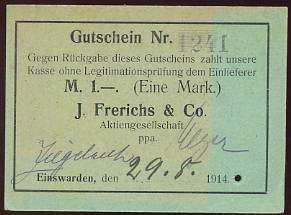 Gutschein Nr. 1241
Gegen Rückgabe dieses Gutscheins zahlt unsere
Kasse ohne Legitimationsprüfung dem Einlieferer
M. 1.—. (Eine Mark.)
J. Frerichs & Co.
Aktiengesellschaft
ppa.
Einswarden, den 29. 8. 1914.